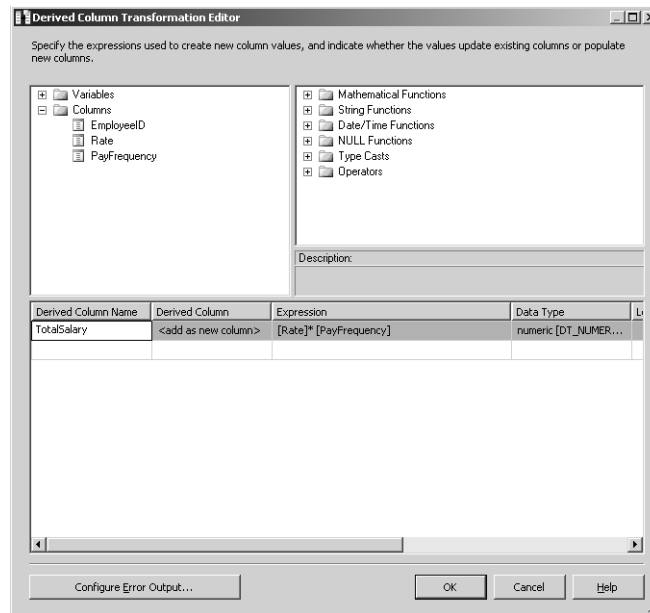 Derived Column Transformation Editor
Specify the expressions used to create new column values, and indicate whether the values update existing columns or populate
new columns.
Variables
Columns
EmployeeID
Rate
PayFrequency
Mathematical Functions
String Functions
Date/Time Functions
NULL Functions
Type Casts
Operators
Description:
Derived Column Name Derived Column Expression Data Type
TotalSalary <add as new column> [Rate]* [PayFrequency] numeric [DT_NUMER...
Configure Error Output... OK Cancel Help